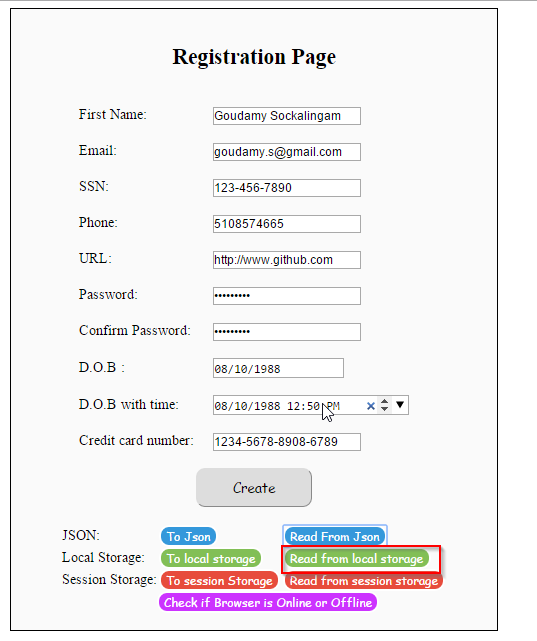 Registration Page
First Name: Goudamy Sockalingam
Email: goudamy.s@gmail.com
SSN: 123-456-7890
Phone: 5108574665
URL: http://www.github.com
Password: •••••••••
Confirm Password: •••••••••
D.O.B : 08/10/1988
D.O.B with time: 08/10/1988 12:50 PM
Credit card number: 1234-5678-8908-6789
Create
JSON: To Json Read From Json
Local Storage: To local storage Read from local storage
Session Storage: To session Storage Read from session storage
Check if Browser is Online or Offline